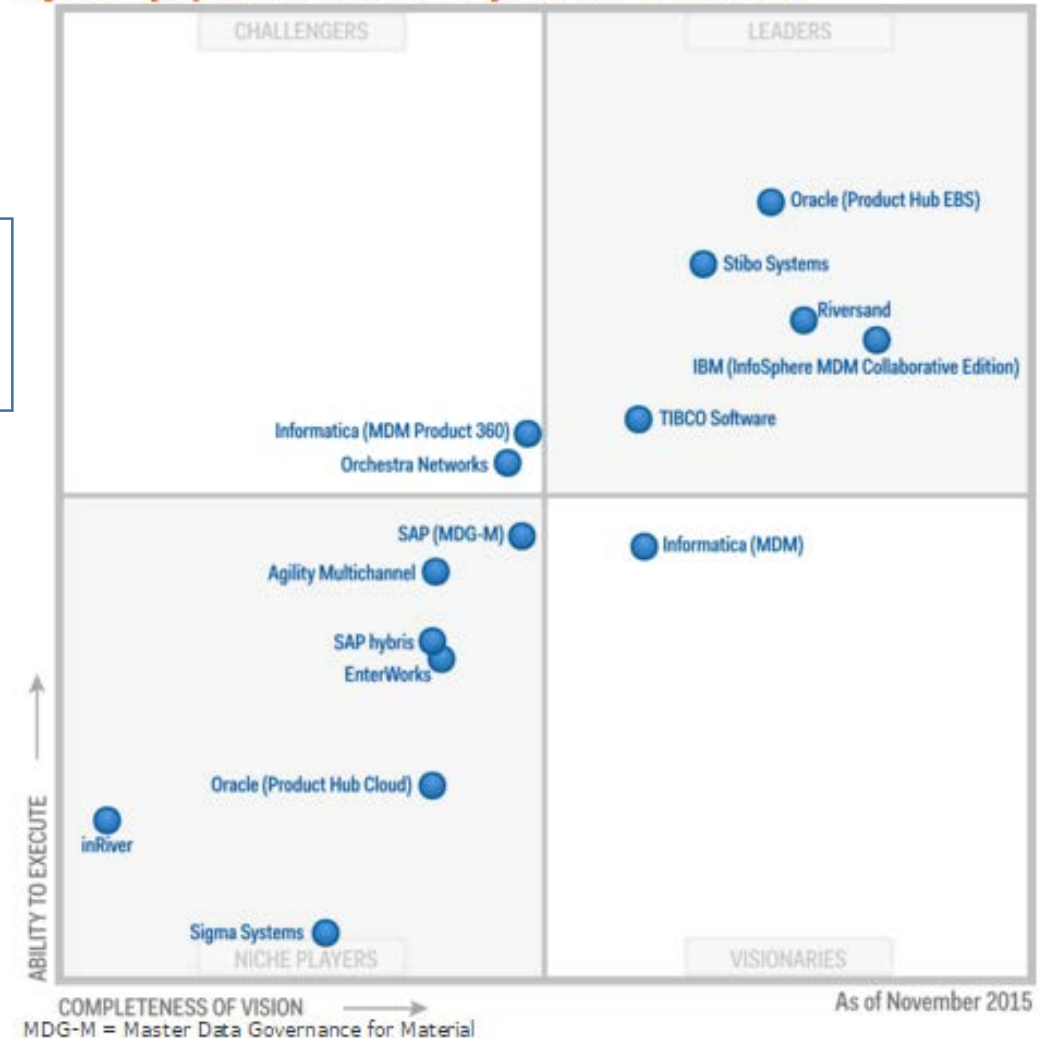 CHALLENGERS
LEADERS
Oracle (Product Hub EBS)
Stibo Systems
Riversand
IBM (InfoSphere MDM Collaborative Edition)
TIBCO Software
Informatica (MDM Product 360)
Orchestra Networks
SAP (MDG-M)
Informatica (MDM)
Agility Multichannel
SAP hybris
EnterWorks
Oracle (Product Hub Cloud)
inRiver
Sigma Systems
NICHE PLAYERS
VISIONARIES
ABILITY TO EXECUTE
COMPLETENESS OF VISION
As of November 2015
MDG-M = Master Data Governance for Material